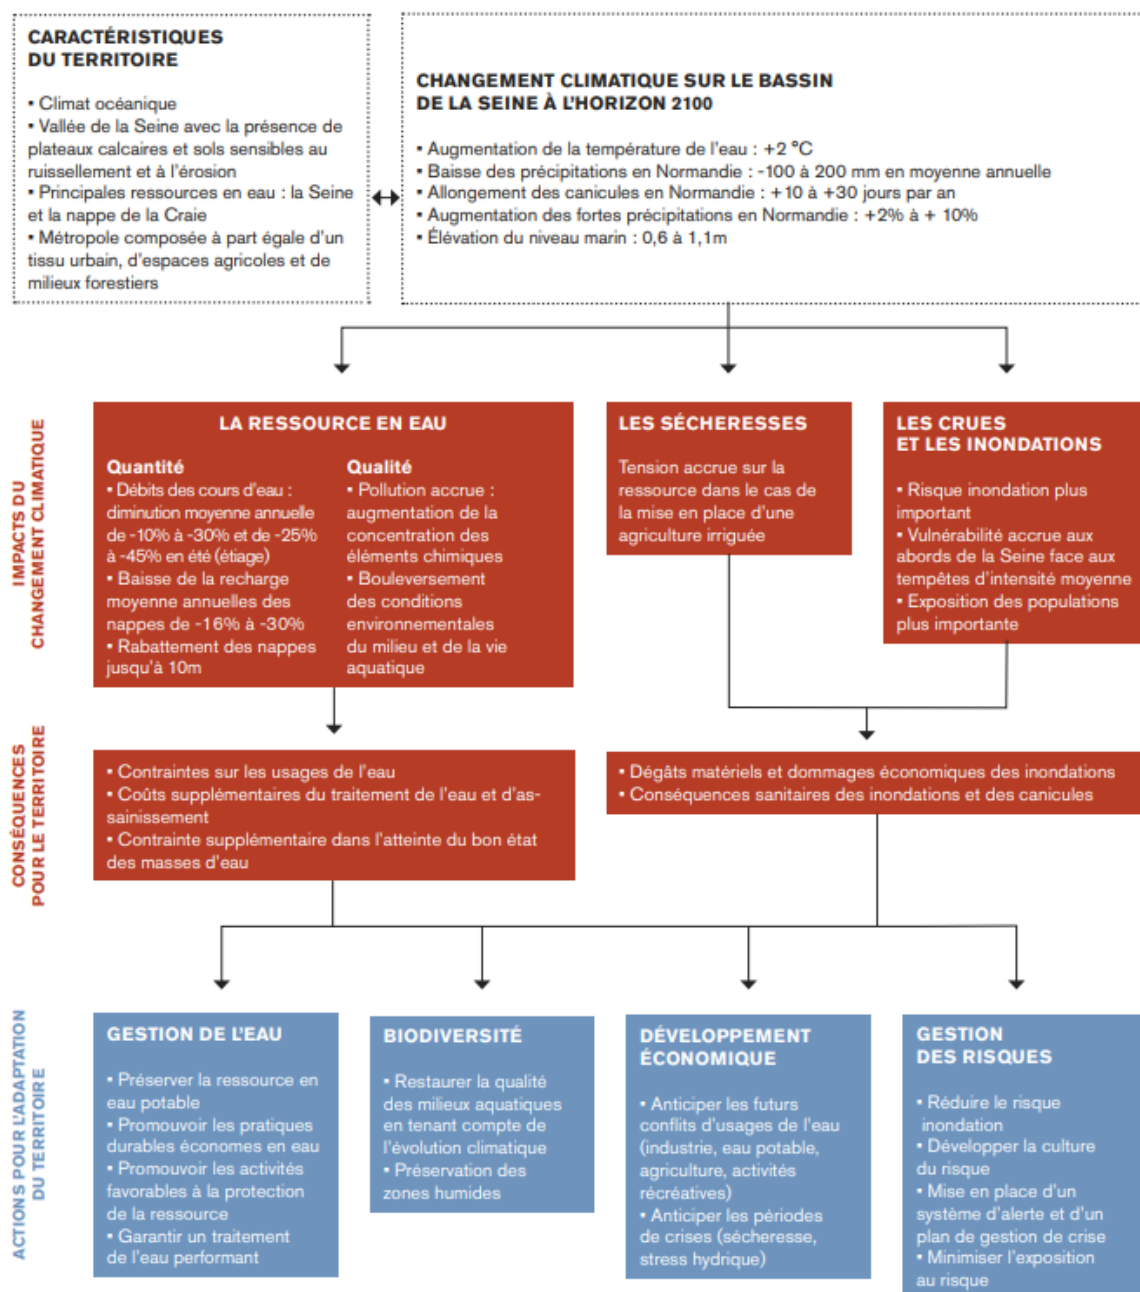 CARACTÉRISTIQUES
DU TERRITOIRE
▪ Climat océanique
▪ Vallée de la Seine avec la présence de
plateaux calcaires et sols sensibles au
ruissellement et à l'érosion
▪ Principales ressources en eau : la Seine
et la nappe de la Craie
▪ Métropole composée à part égale d'un
tissu urbain, d'espaces agricoles et de
milieux forestiers
CHANGEMENT CLIMATIQUE SUR LE BASSIN
DE LA SEINE À L'HORIZON 2100
▪ Augmentation de la température de l'eau : +2 °C
▪ Baisse des précipitations en Normandie : -100 à 200 mm en moyenne annuelle
▪ Allongement des canicules en Normandie : +10 à +30 jours par an
▪ Augmentation des fortes précipitations en Normandie : +2% à + 10%
▪ Élévation du niveau marin : 0,6 à 1,1m
IMPACTS DU
CHANGEMENT CLIMATIQUE
LA RESSOURCE EN EAU
Quantité
▪ Débits des cours d'eau :
diminution moyenne annuelle
de -10% à -30% et de -25%
à -45% en été (étiage)
▪ Baisse de la recharge
moyenne annuelles des
nappes de -16% à -30%
▪ Rabattement des nappes
jusqu'à 10m
Qualité
▪ Pollution accrue :
augmentation de la
concentration des
éléments chimiques
▪ Bouleversement
des conditions
environnementales
du milieu et de la vie
aquatique
LES SÉCHERESSES
Tension accrue sur la
ressource dans le cas de
la mise en place d'une
agriculture irriguée
LES CRUES
ET LES INONDATIONS
▪ Risque inondation plus
important
▪ Vulnérabilité accrue aux
abords de la Seine face aux
tempêtes d'intensité moyenne
▪ Exposition des populations
plus importante
CONSÉQUENCES
POUR LE TERRITOIRE
▪ Contraintes sur les usages de l'eau
▪ Coûts supplémentaires du traitement de l'eau et d'as-
sainissement
▪ Contrainte supplémentaire dans l'atteinte du bon état
des masses d'eau
▪ Dégâts matériels et dommages économiques des inondations
▪ Conséquences sanitaires des inondations et des canicules
ACTIONS POUR L'ADAPTATION
DU TERRITOIRE
GESTION DE L'EAU
▪ Préserver la ressource en
eau potable
▪ Promouvoir les pratiques
durables économes en eau
▪ Promouvoir les activités
favorables à la protection
de la ressource
▪ Garantir un traitement
de l'eau performant
BIODIVERSITÉ
▪ Restaurer la qualité
des milieux aquatiques
en tenant compte de
l'évolution climatique
▪ Préservation des
zones humides
DÉVELOPPEMENT
ÉCONOMIQUE
▪ Anticiper les futurs
conflits d'usages de l'eau
(industrie, eau potable,
agriculture, activités
récréatives)
▪ Anticiper les périodes
de crises (sécheresse,
stress hydrique)
GESTION
DES RISQUES
▪ Réduire le risque
inondation
▪ Développer la culture
du risque
▪ Mise en place d'un
système d'alerte et d'un
plan de gestion de crise
▪ Minimiser l'exposition
au risque